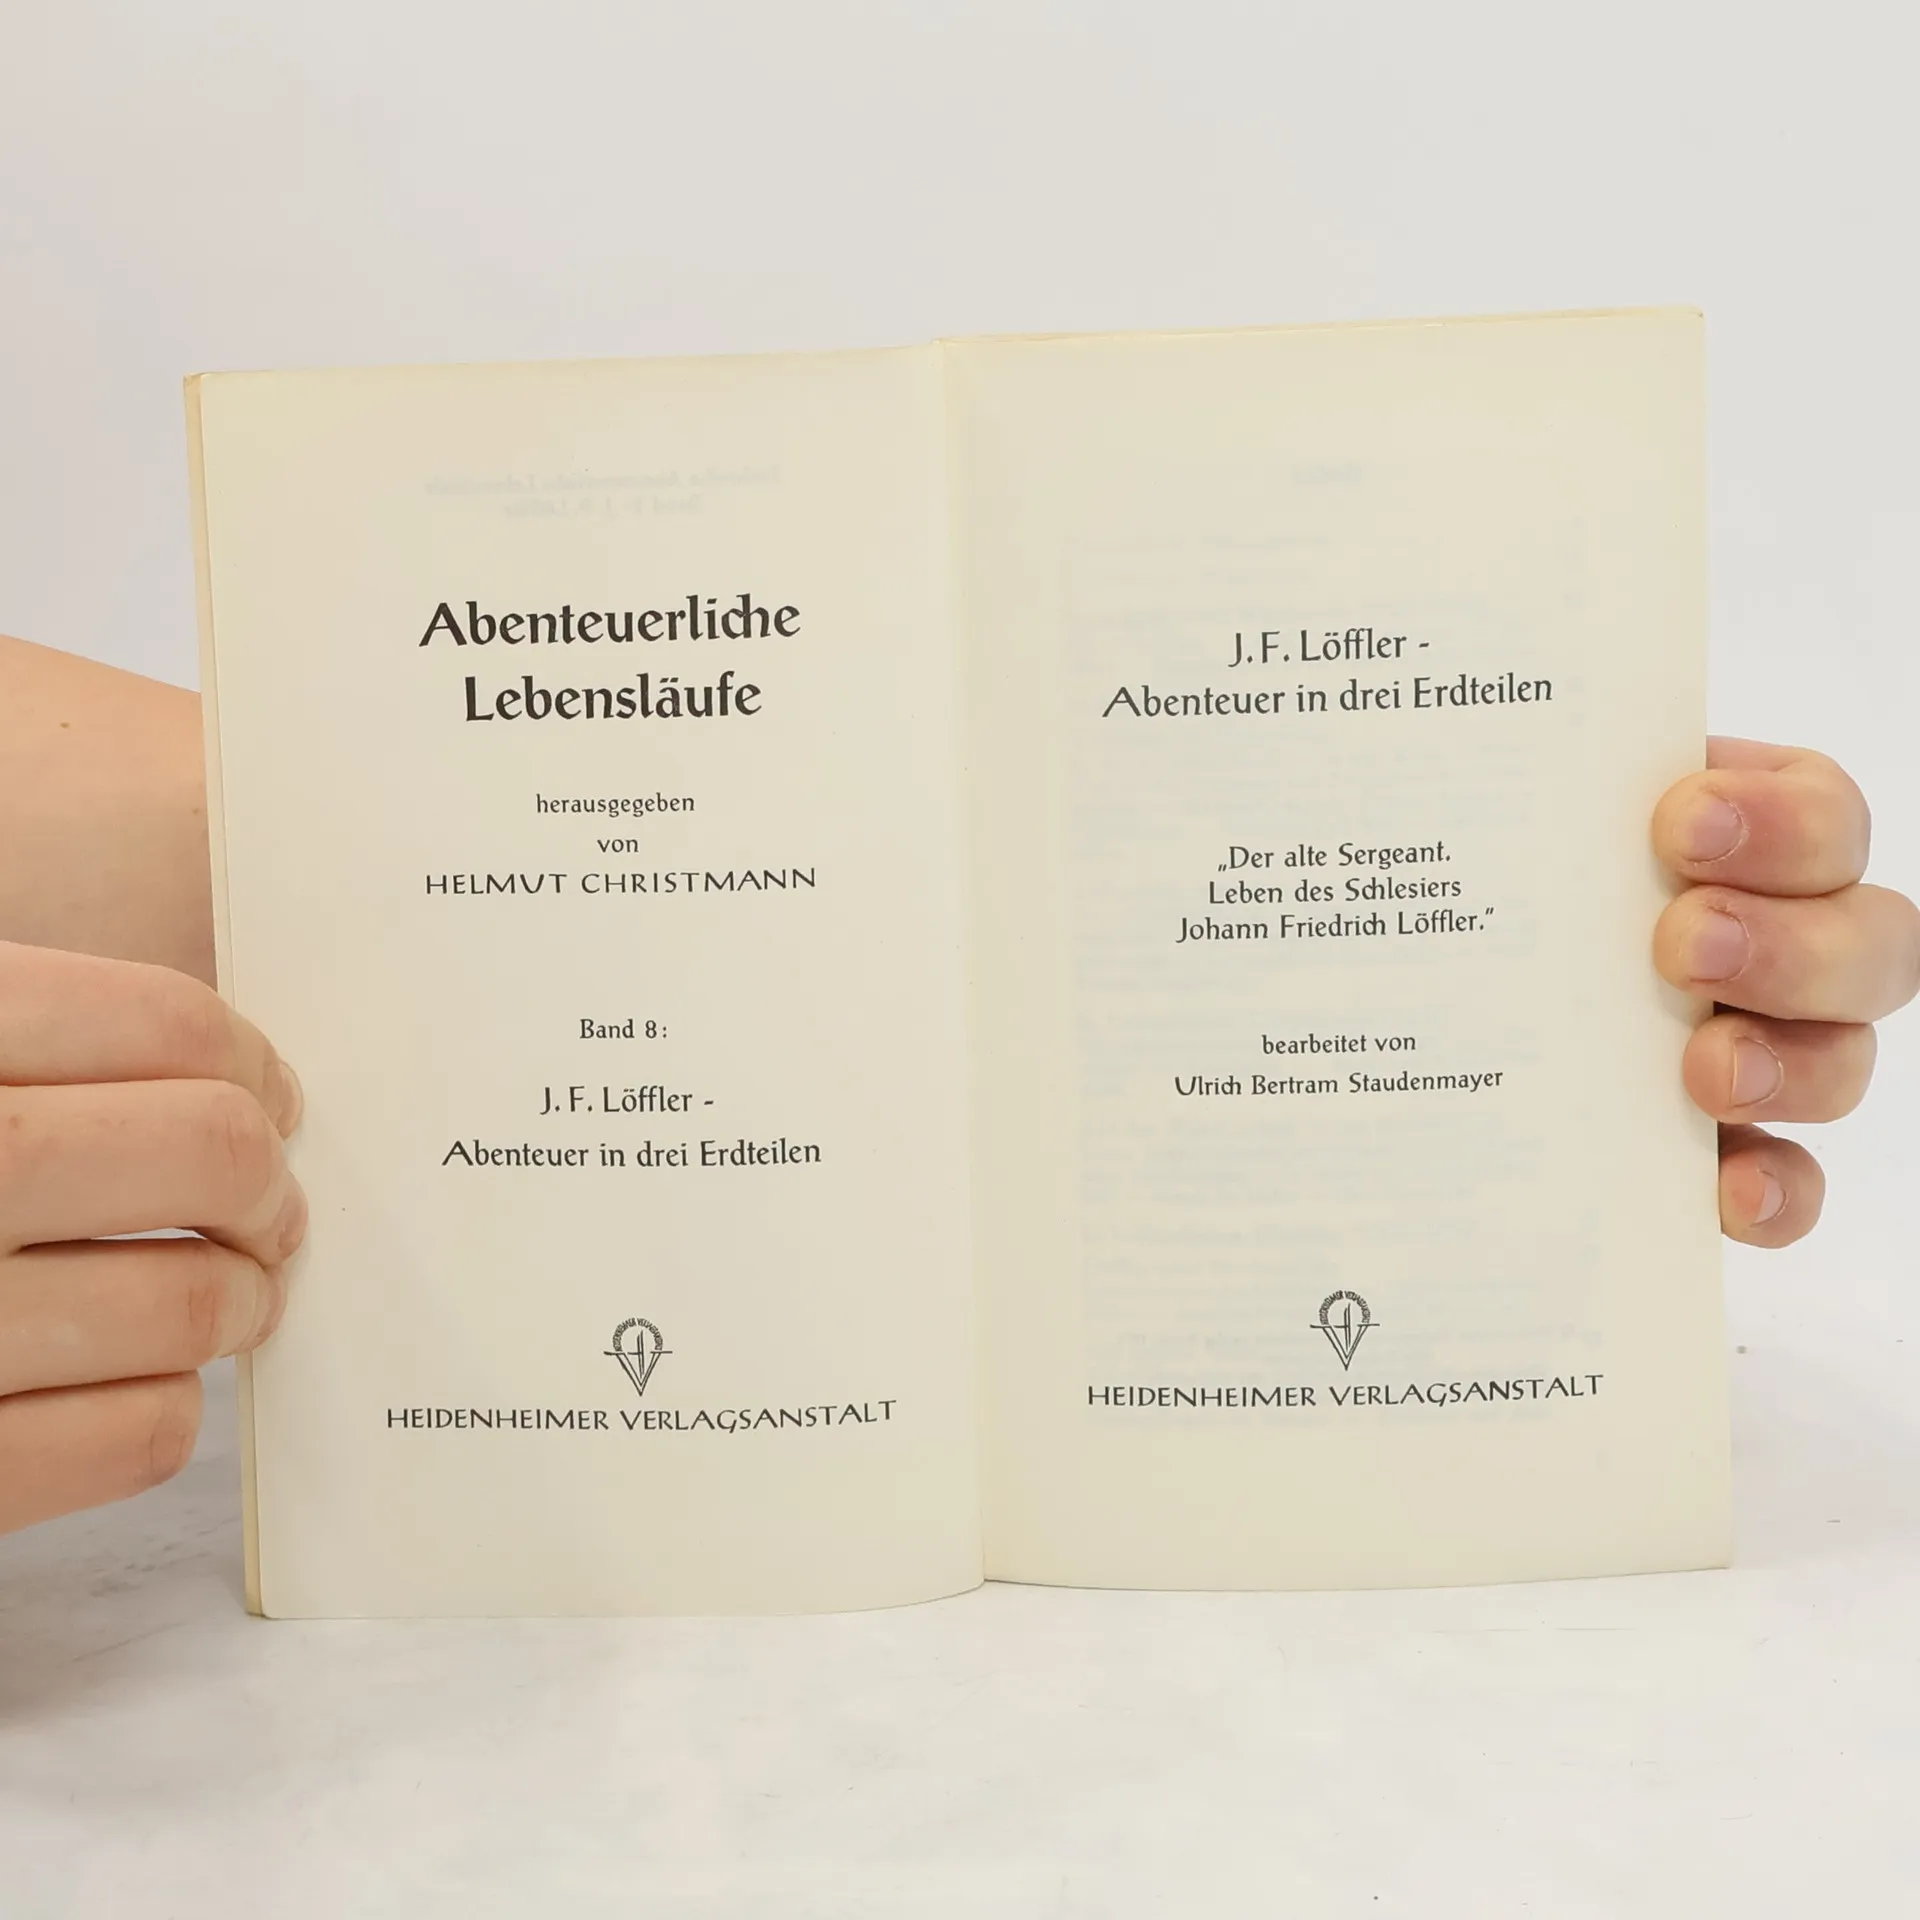 Abenteuerliche
Lebensläufe
herausgegeben
von
HELMUT CHRISTMANN
Band 8:
J. F. Löffler -
Abenteuer in drei Erdteilen
HEIDENHEIMER VERLAGSANSTALT
J. F. Löffler -
Abenteuer in drei Erdteilen
„Der alte Sergeant.
Leben des Schlesiers
Johann Friedrich Löffler.”
bearbeitet von
Ulrich Bertram Staudenmayer
HEIDENHEIMER VERLAGSANSTALT